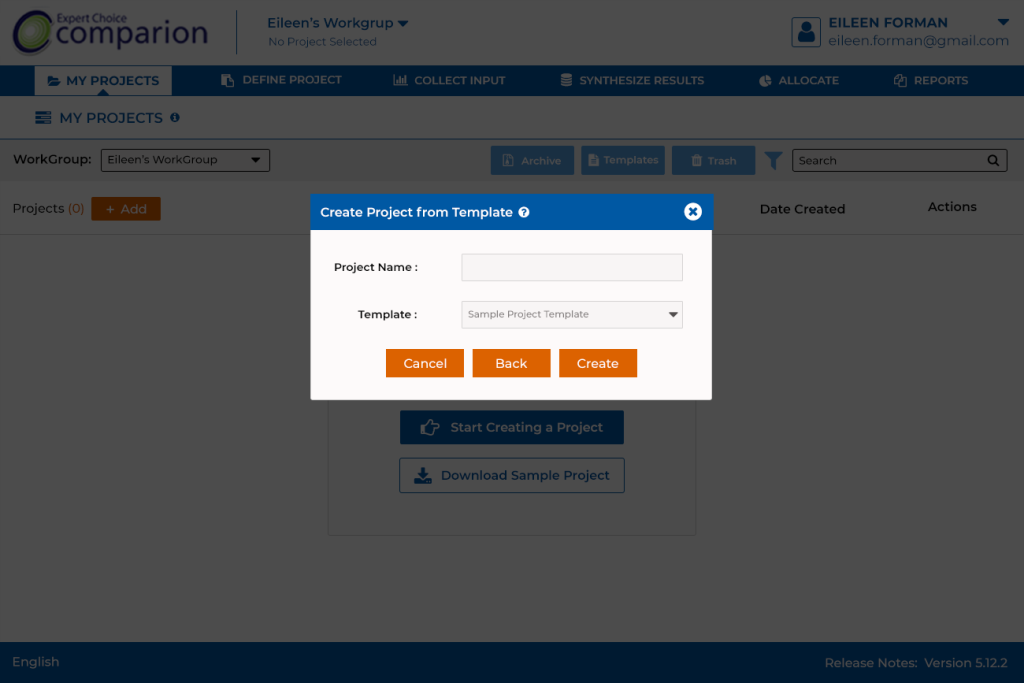 Expert Choice
comparion
Eileen's Workgrup
No Project Selected
EILEEN FORMAN
eileen.forman@gmail.com
MY PROJECTS
DEFINE PROJECT
COLLECT INPUT
SYNTHESIZE RESULTS
ALLOCATE
REPORTS
MY PROJECTS
WorkGroup:
Eileen's WorkGroup
Archive
Templates
Trash
Search
Projects (0)
+ Add
Date Created
Actions
Create Project from Template
Project Name :
Template :
Sample Project Template
Cancel
Back
Create
Start Creating a Project
Download Sample Project
English
Release Notes: Version 5.12.2